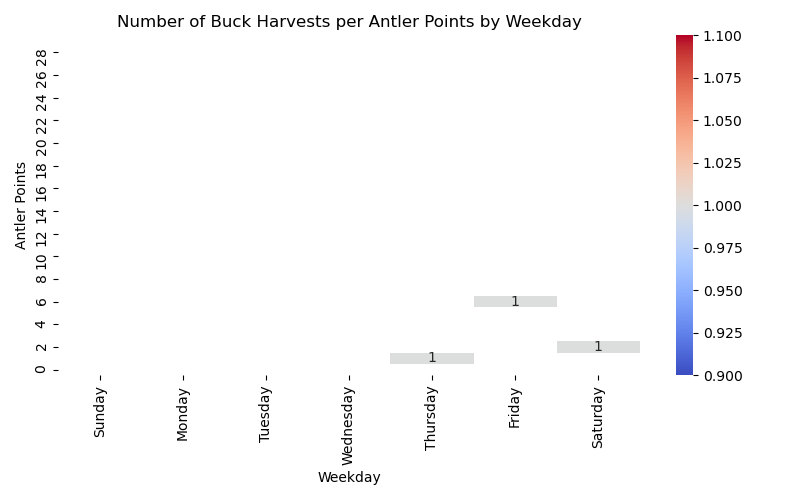 Number of Buck Harvests per Antler Points by Weekday
Antler Points
28
26
24
22
20
18
16
14
12
10
8
6
4
2
0
1
1
1
Sunday
Monday
Tuesday
Wednesday
Thursday
Friday
Saturday
Weekday
1.100
1.075
1.050
1.025
1.000
0.975
0.950
0.925
0.900